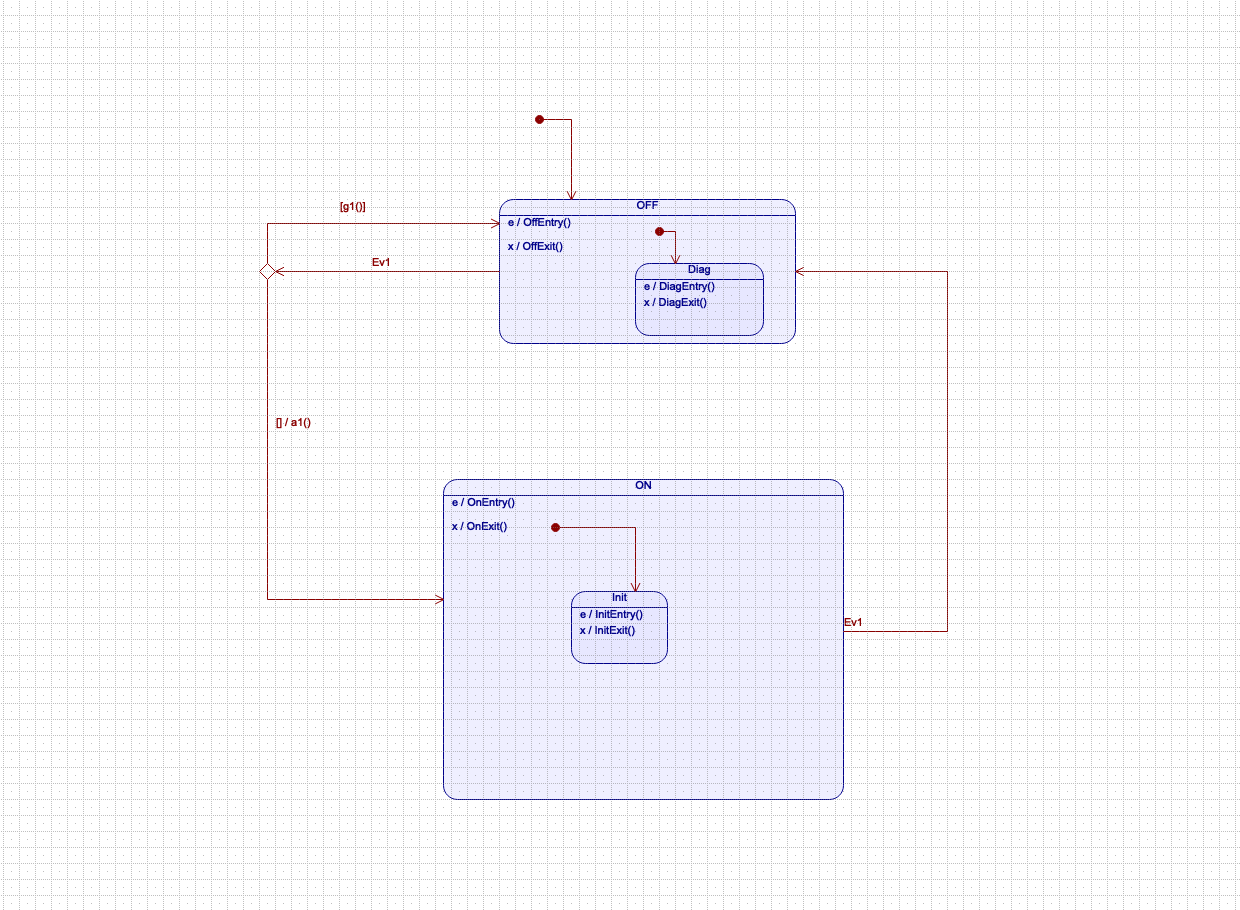 [g1()]
OFF
e / OffEntry()
x / OffExit()
Ev1
Diag
e / DiagEntry()
x / DiagExit()
[] / a1()
ON
e / OnEntry()
x / OnExit()
Init
e / InitEntry()
x / InitExit()
Ev1